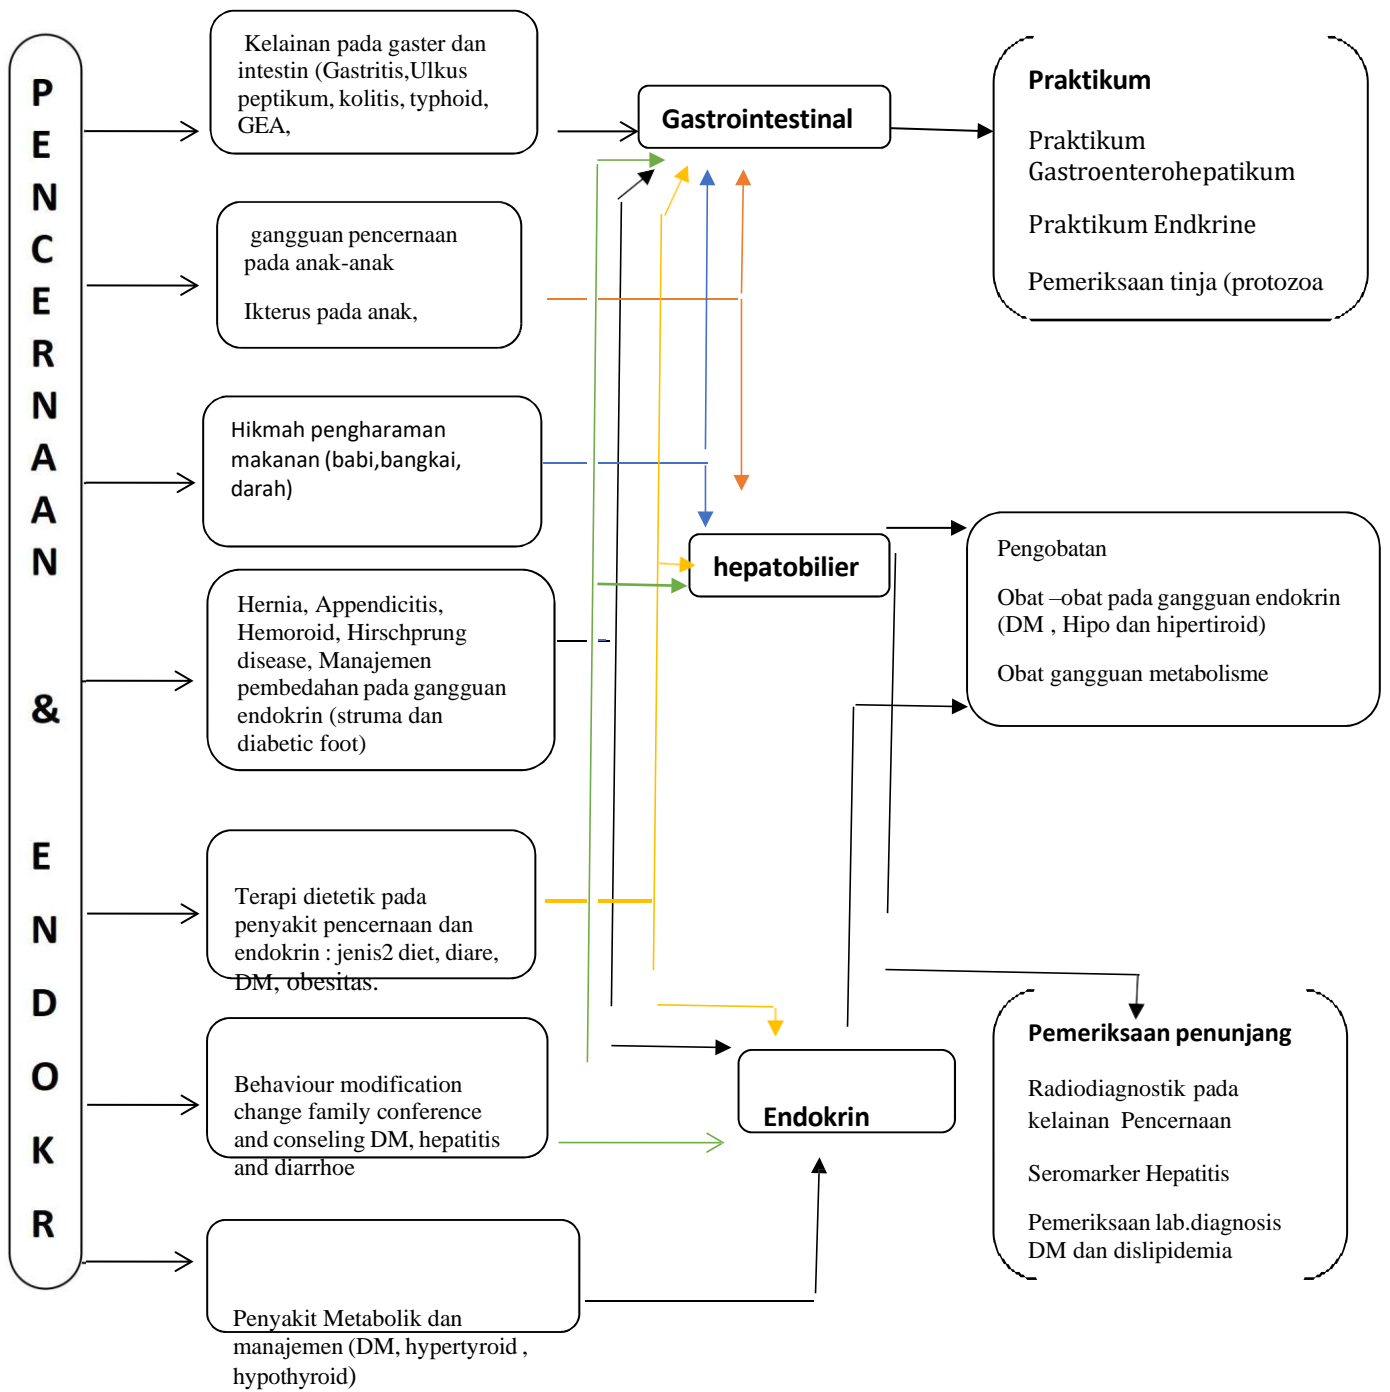 PENCERNAAN & ENDOKR
Kelainan pada gaster dan
intestin (Gastritis,Ulkus
peptikum, kolitis, typhoid,
GEA,
gangguan pencernaan
pada anak-anak
Ikterus pada anak,
Hikmah pengharaman
makanan (babi,bangkai,
darah)
Hernia, Appendicitis,
Hemoroid, Hirschprung
disease, Manajemen
pembedahan pada gangguan
endokrin (struma dan
diabetic foot)
Terapi dietetik pada
penyakit pencernaan dan
endokrin : jenis2 diet, diare,
DM, obesitas.
Behaviour modification
change family conference
and conseling DM, hepatitis
and diarrhoe
Penyakit Metabolik dan
manajemen (DM, hypertyroid ,
hypothyroid)
Gastrointestinal
hepatobilier
Endokrin
Praktikum
Praktikum
Gastroenterohepatikum
Praktikum Endkrine
Pemeriksaan tinja (protozoa
Pengobatan
Obat –obat pada gangguan endokrin
(DM , Hipo dan hipertiroid)
Obat gangguan metabolisme
Pemeriksaan penunjang
Radiodiagnostik pada
kelainan Pencernaan
Seromarker Hepatitis
Pemeriksaan lab.diagnosis
DM dan dislipidemia